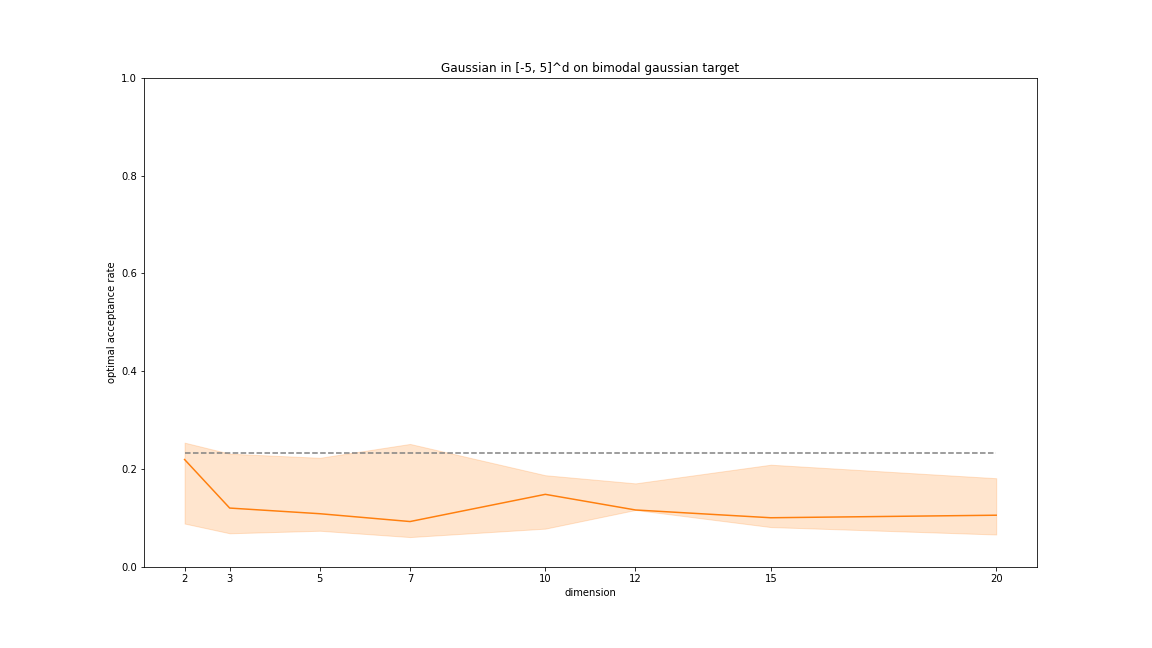 Gaussian in [-5, 5]^d on bimodal gaussian target
1.0
0.8
0.6
0.4
0.2
0.0
optimal acceptance rate
2 3 5 7 10 12 15 20
dimension